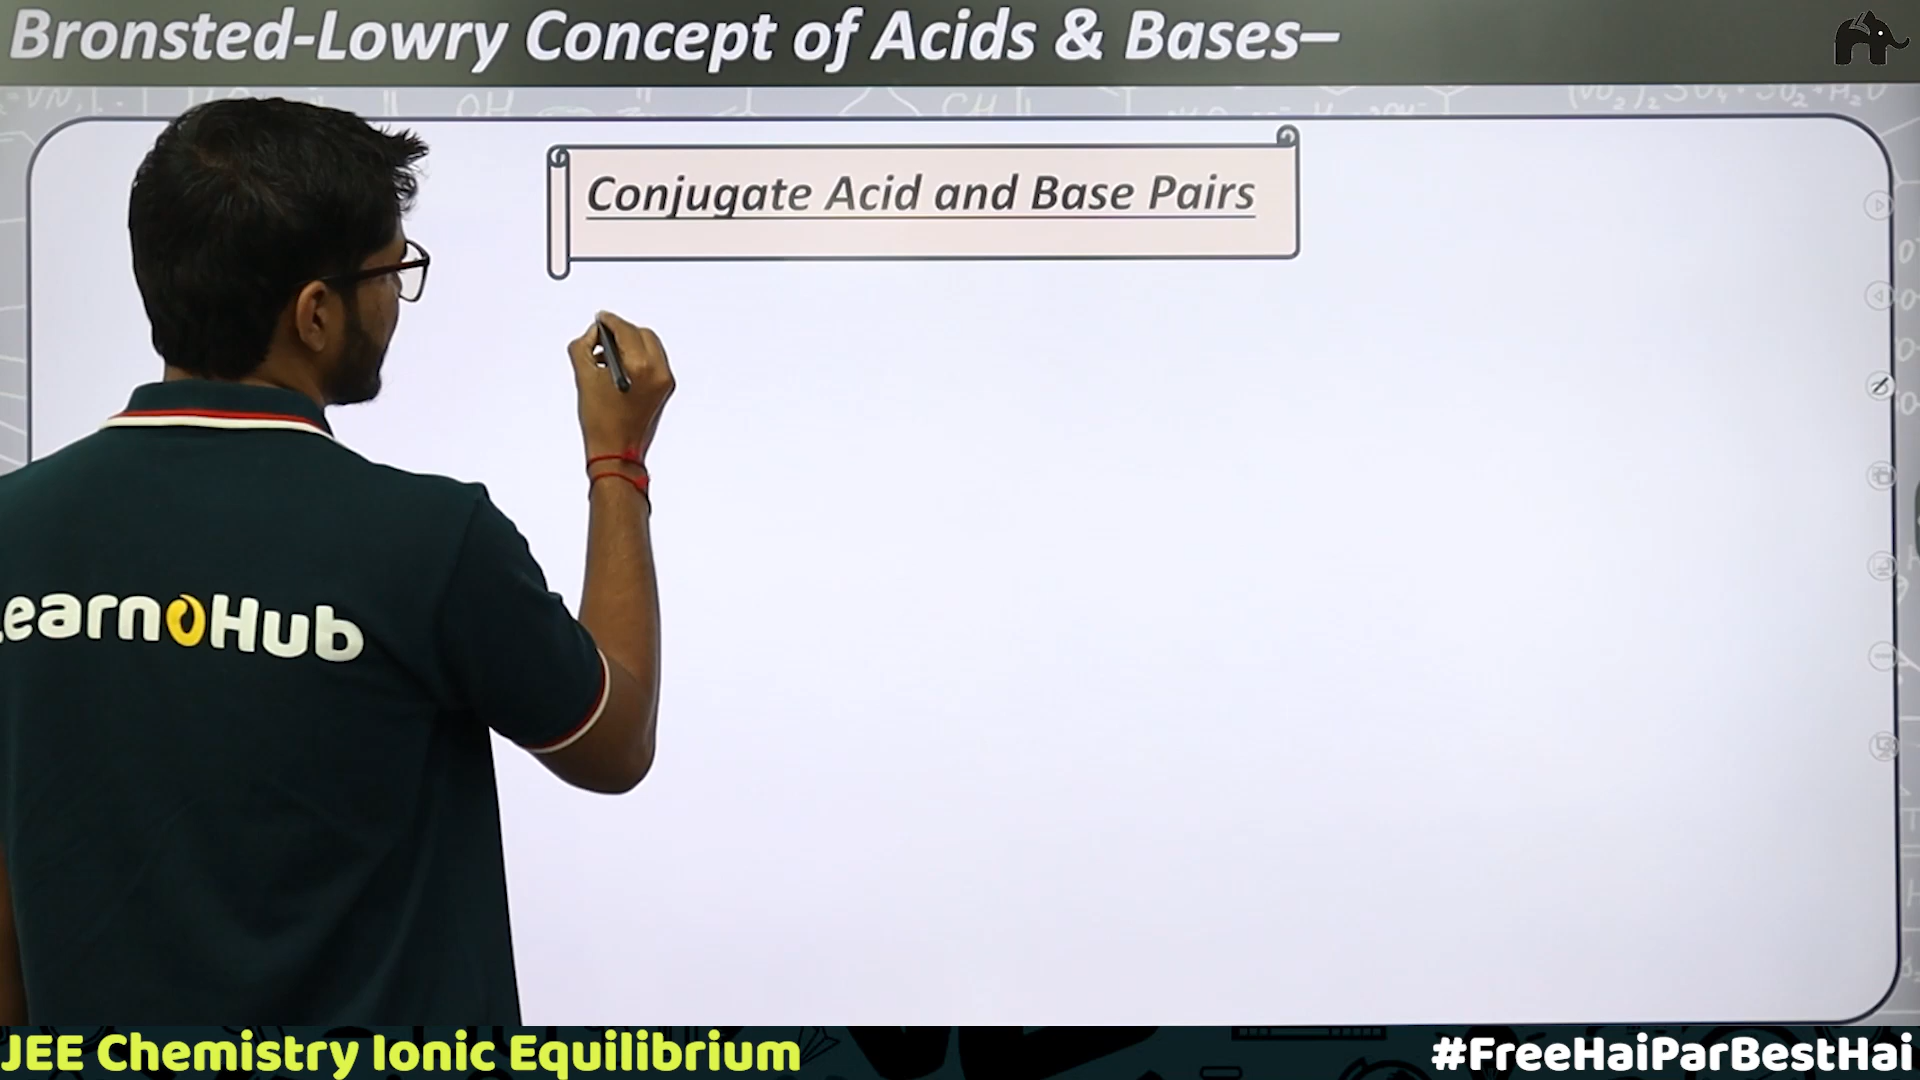 Bronsted-Lowry Concept of Acids & Bases–
Conjugate Acid and Base Pairs
earnoHub
JEE Chemistry Ionic Equilibrium
#FreeHaiParBestHai